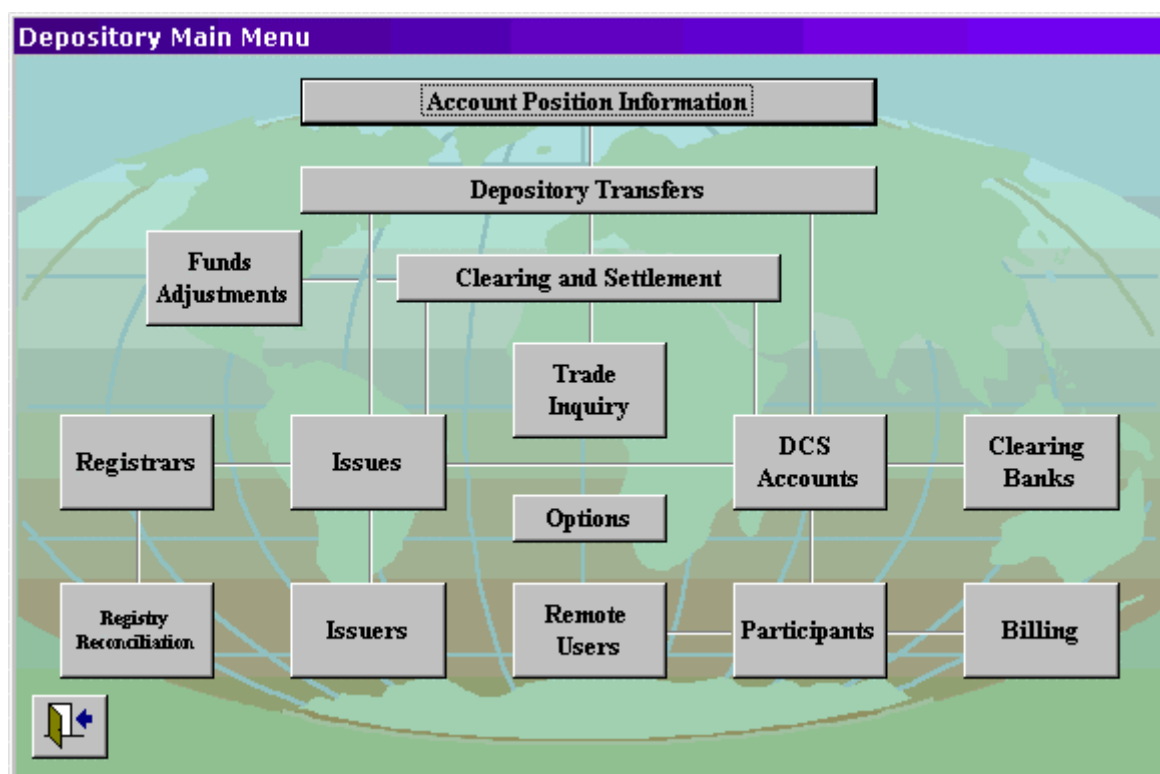 Depository Main Menu
Account Position Information
Depository Transfers
Funds
Adjustments
Clearing and Settlement
Trade
Inquiry
Registrars
Issues
DCS
Accounts
Clearing
Banks
Options
Registry
Reconciliation
Issuers
Remote
Users
Participants
Billing